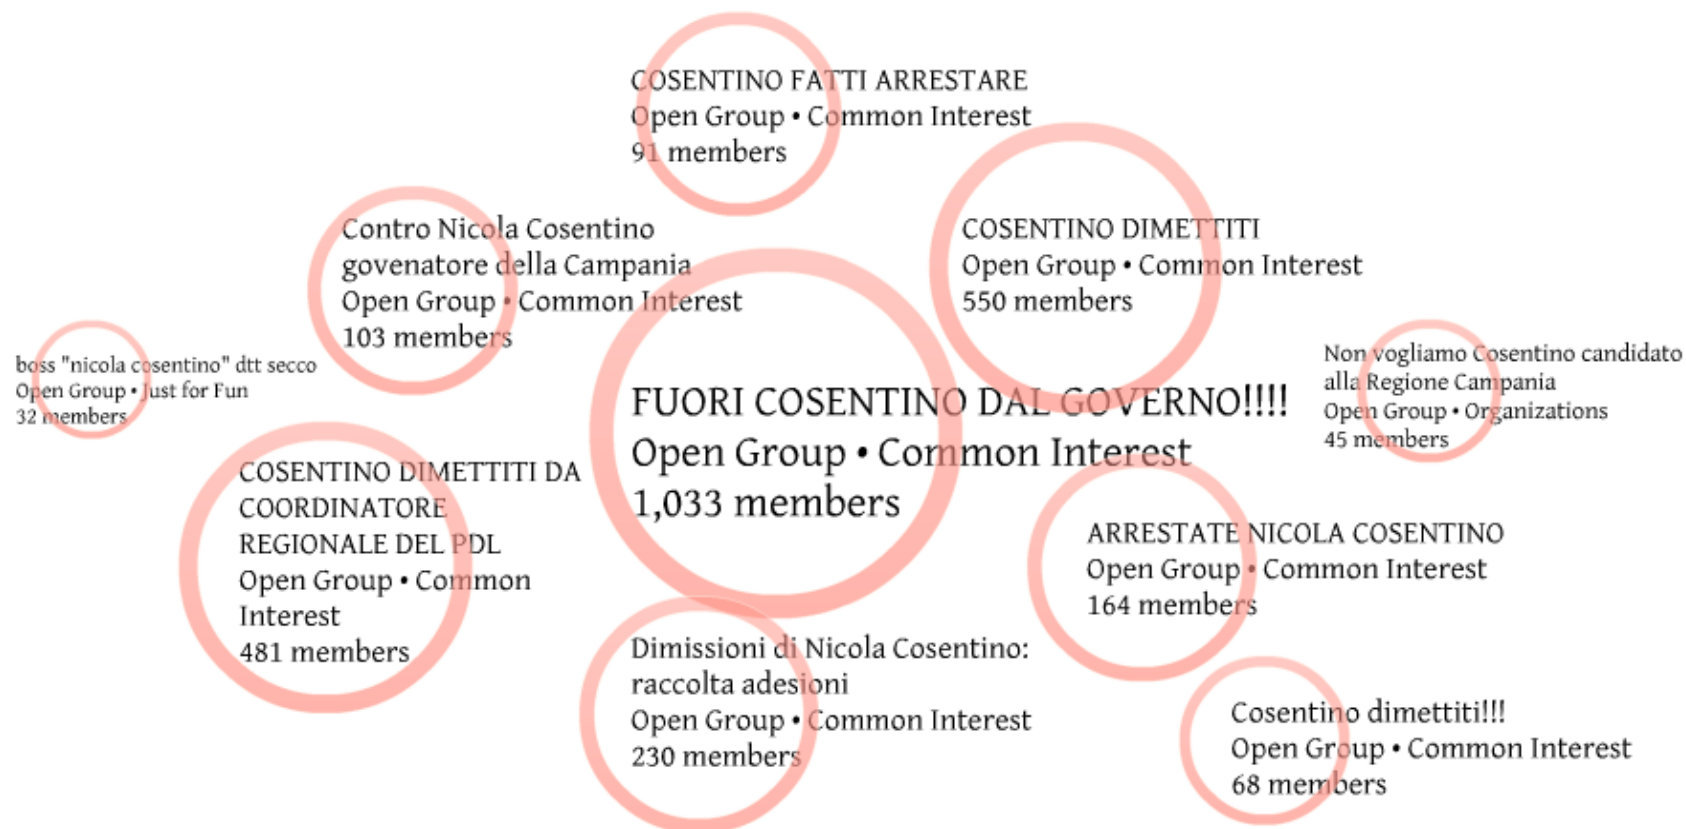 COSENTINO FATTI ARRESTARE
Open Group • Common Interest
91 members
Contro Nicola Cosentino
govenatore della Campania
Open Group • Common Interest
103 members
COSENTINO DIMETTITI
Open Group • Common Interest
550 members
boss "nicola cosentino" dtt secco
Open Group • Just for Fun
32 members
FUORI COSENTINO DAL GOVERNO!!!!
Open Group • Common Interest
1,033 members
Non vogliamo Cosentino candidato
alla Regione Campania
Open Group • Organizations
45 members
COSENTINO DIMETTITI DA
COORDINATORE
REGIONALE DEL PDL
Open Group • Common
Interest
481 members
ARRESTATE NICOLA COSENTINO
Open Group • Common Interest
164 members
Dimissioni di Nicola Cosentino:
raccolta adesioni
Open Group • Common Interest
230 members
Cosentino dimettiti!!!
Open Group • Common Interest
68 members